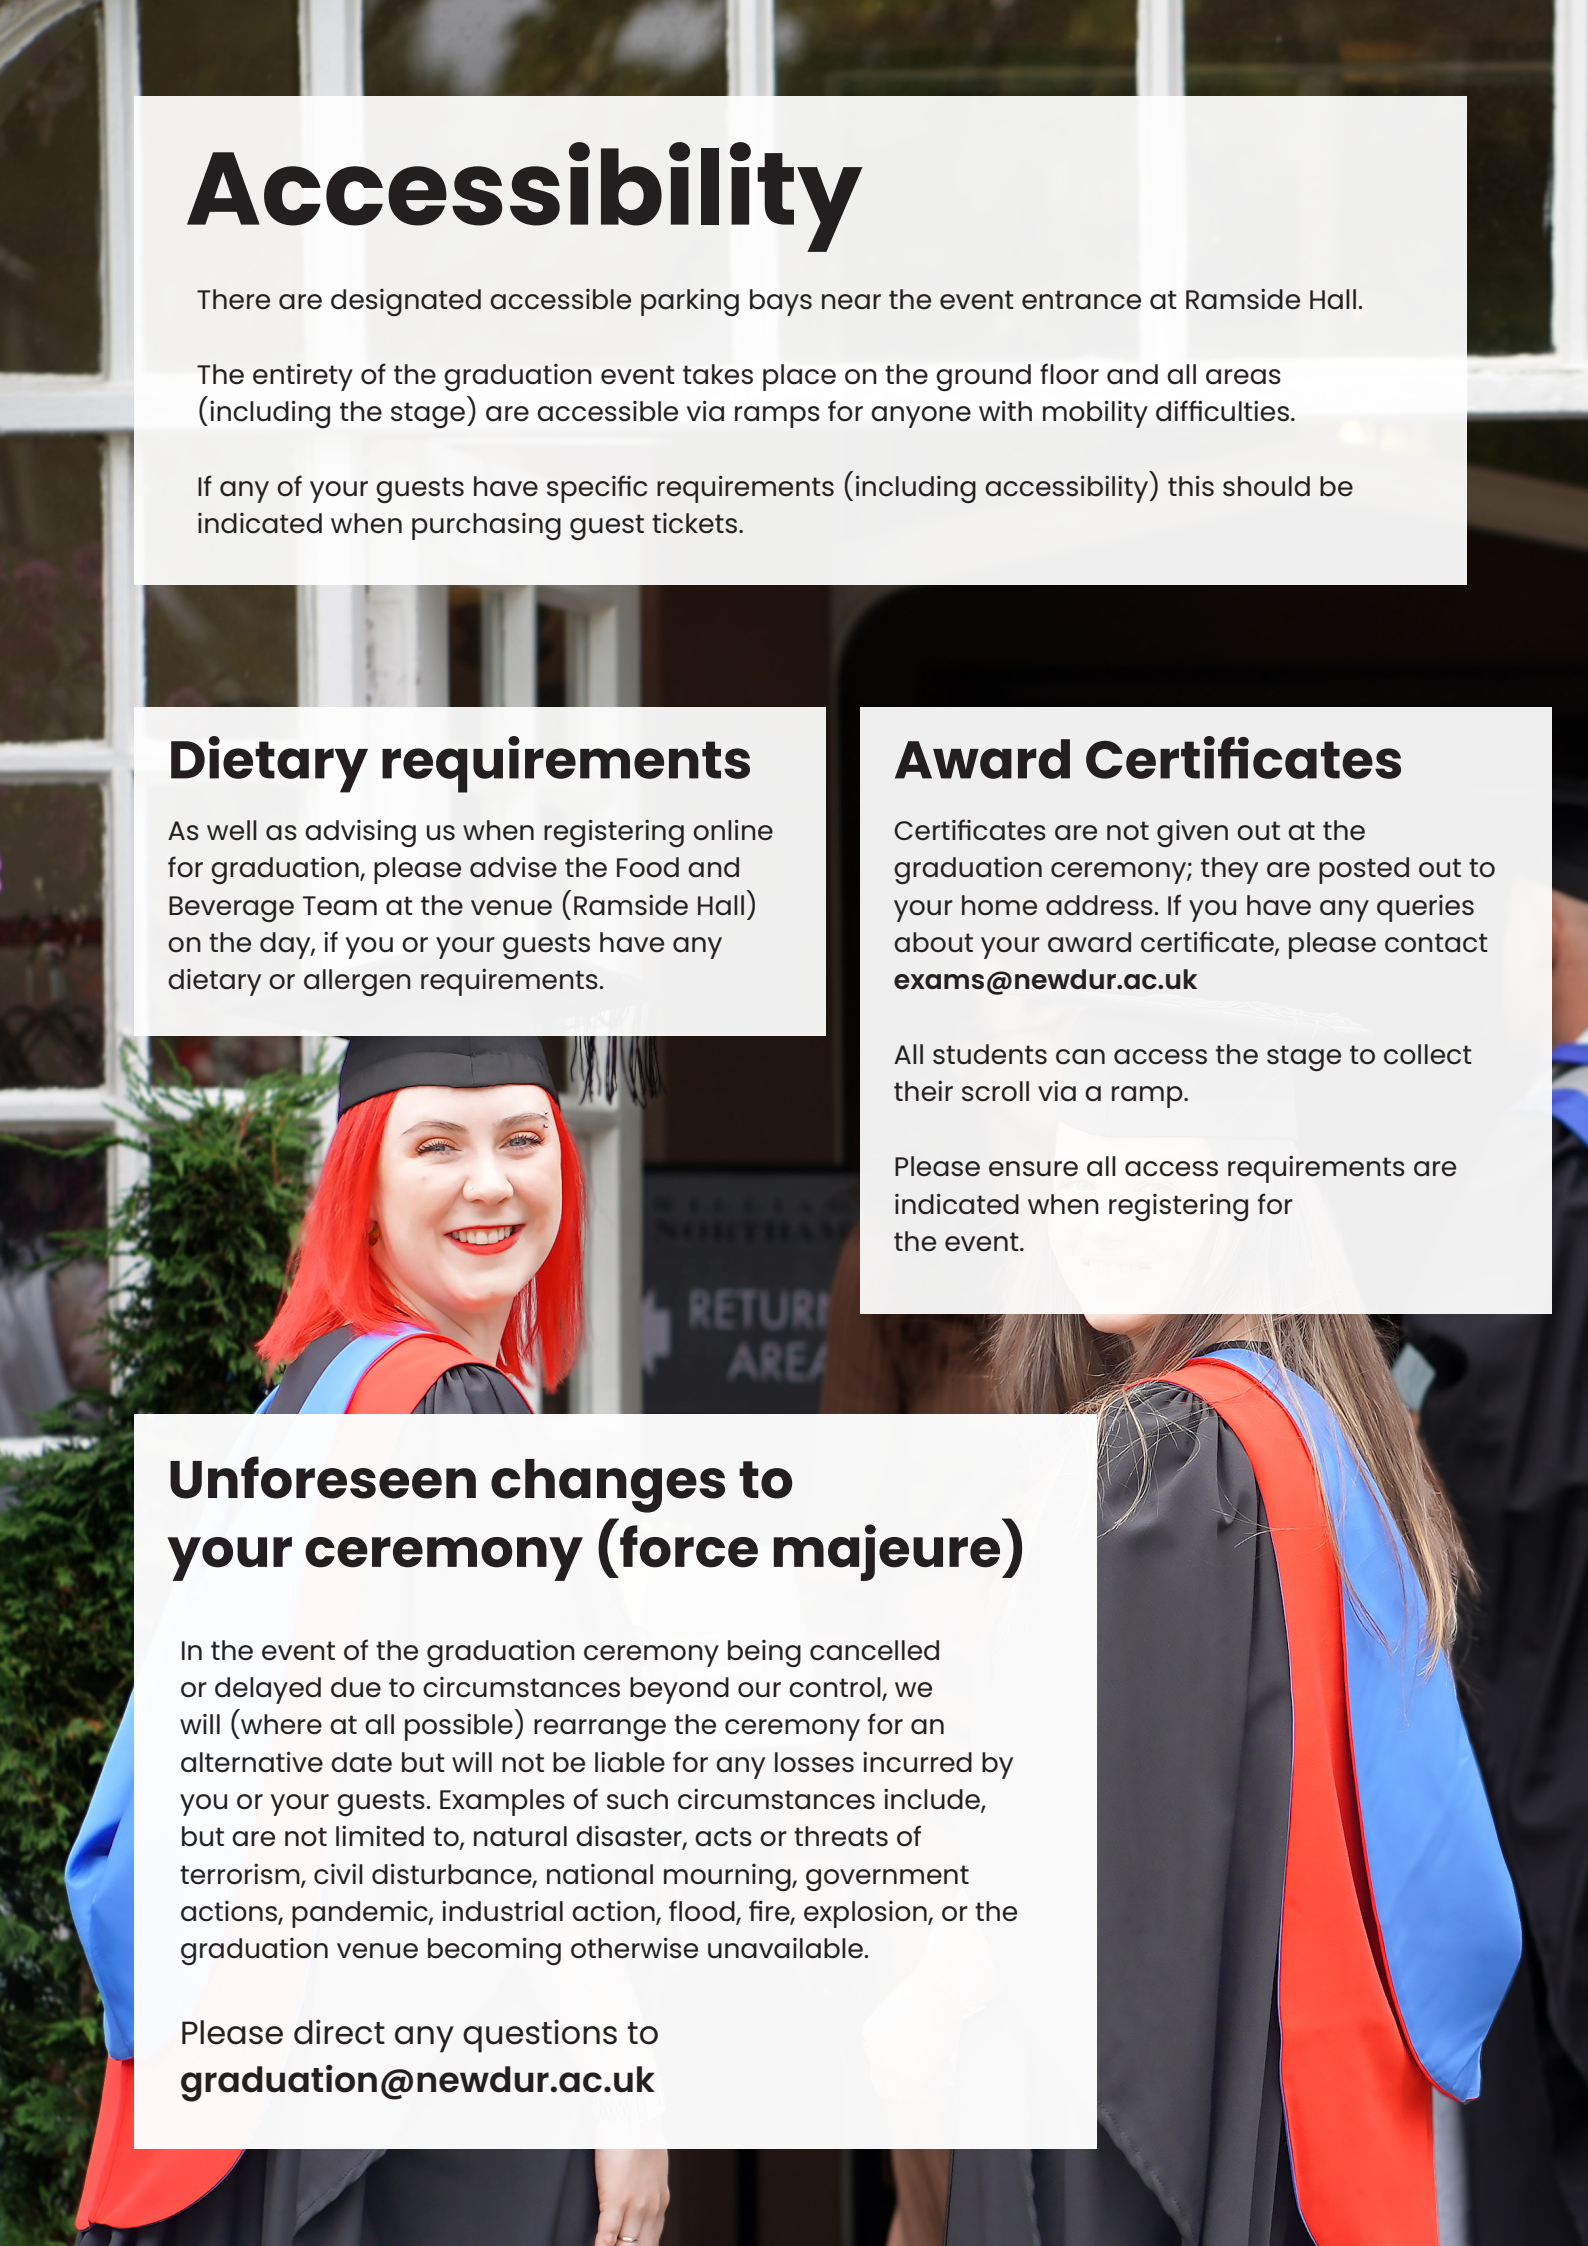 Accessibility
There are designated accessible parking bays near the event entrance at Ramside Hall.
The entirety of the graduation event takes place on the ground floor and all areas
(including the stage) are accessible via ramps for anyone with mobility difficulties.
If any of your guests have specific requirements (including accessibility) this should be
indicated when purchasing guest tickets.
Dietary requirements
As well as advising us when registering online
for graduation, please advise the Food and
Beverage Team at the venue (Ramside Hall)
on the day, if you or your guests have any
dietary or allergen requirements.
Award Certificates
Certificates are not given out at the
graduation ceremony; they are posted out to
your home address. If you have any queries
about your award certificate, please contact
exams@newdur.ac.uk
All students can access the stage to collect
their scroll via a ramp.
Please ensure all access requirements are
indicated when registering for
the event.
RETUR
AREA
Unforeseen changes to
your ceremony (force majeure)
In the event of the graduation ceremony being cancelled
or delayed due to circumstances beyond our control, we
will (where at all possible) rearrange the ceremony for an
alternative date but will not be liable for any losses incurred by
you or your guests. Examples of such circumstances include,
but are not limited to, natural disaster, acts or threats of
terrorism, civil disturbance, national mourning, government
actions, pandemic, industrial action, flood, fire, explosion, or the
graduation venue becoming otherwise unavailable.
Please direct any questions to
graduation@newdur.ac.uk